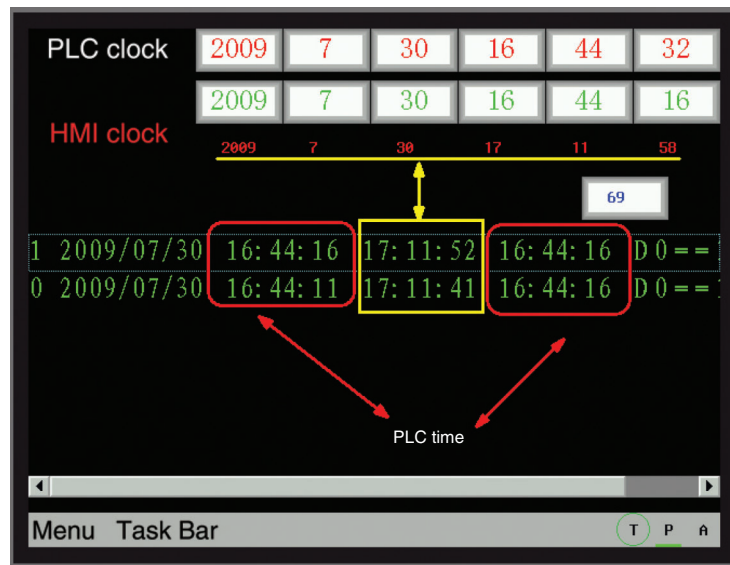 PLC clock 2009 7 30 16 44 32
2009 7 30 16 44 16
HMI clock
2009 7 30 17 11 58
69
1 2009/07/30 16:44:16 17:11:52 16:44:16 D0==
0 2009/07/30 16:44:11 17:11:41 16:44:16 D0==
PLC time
Menu Task Bar T P A